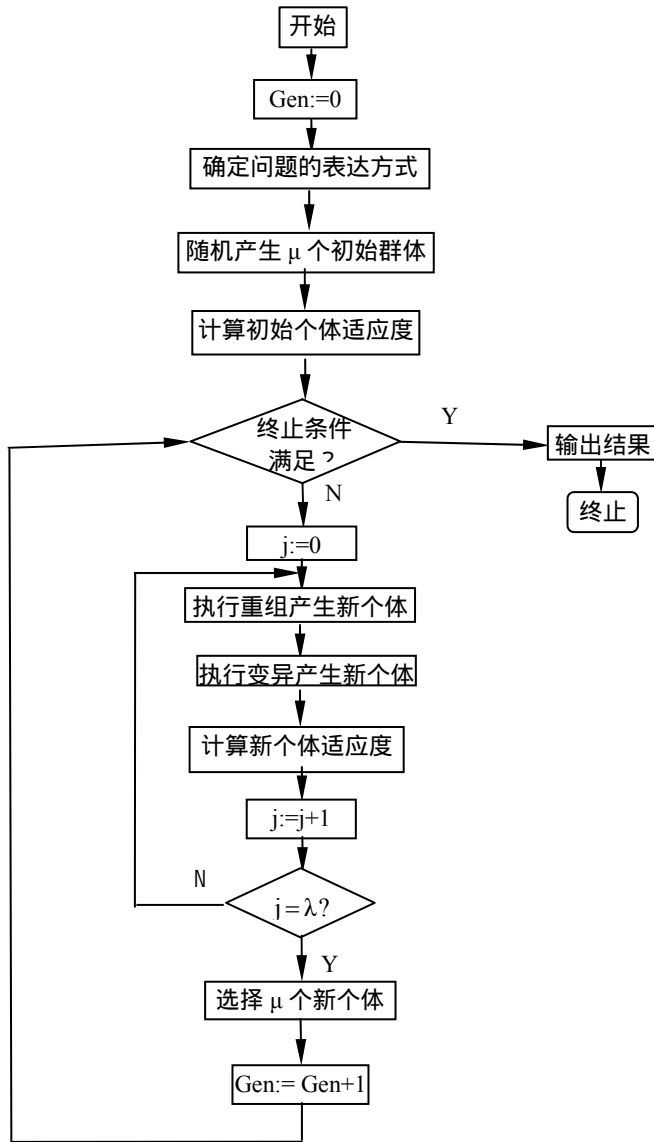 开始
Gen:=0
确定问题的表达方式
随机产生 μ 个初始群体
计算初始个体适应度
终止条件
满足？
Y
输出结果
终止
N
j:=0
执行重组产生新个体
执行变异产生新个体
计算新个体适应度
j:=j+1
N
j=λ?
Y
选择 μ 个新个体
Gen:= Gen+1